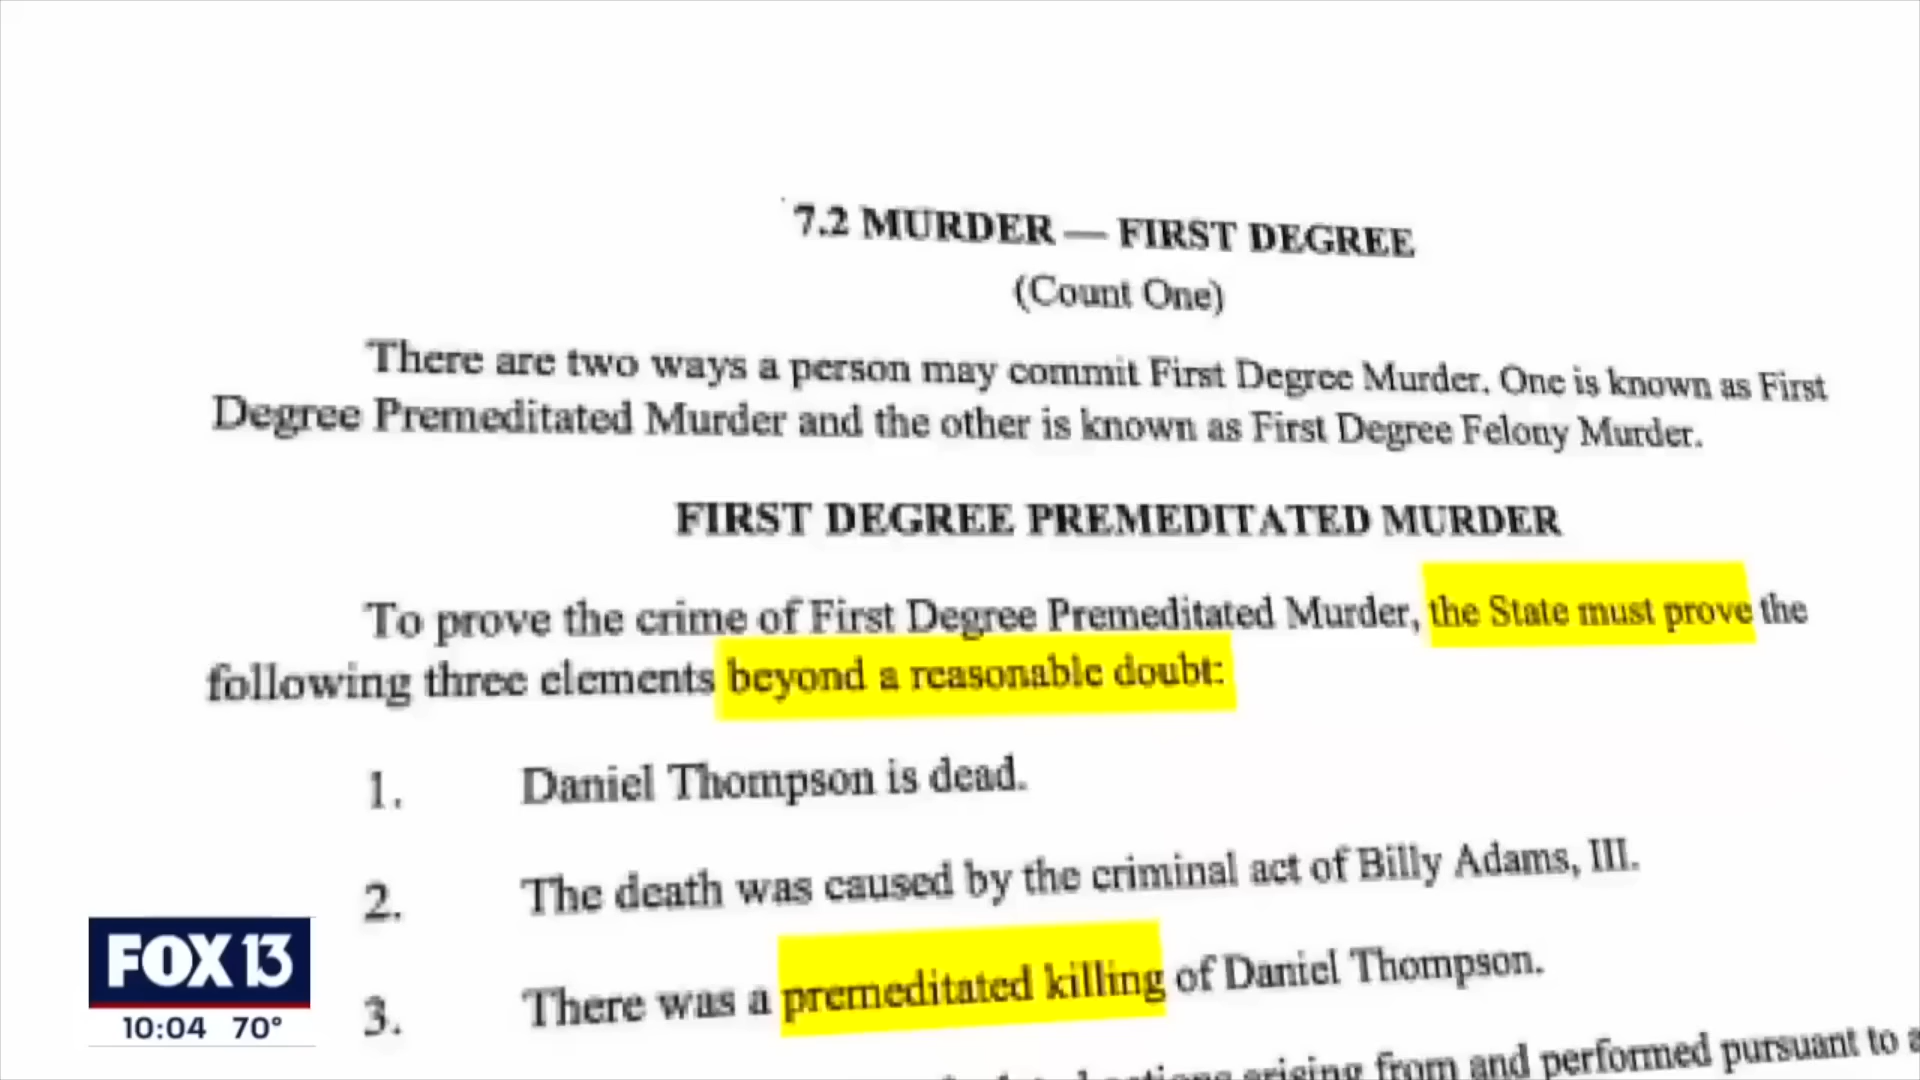 7.2 MURDER — FIRST DEGREE
(Count One)
There are two ways a person may commit First Degree Murder. One is known as First
Degree Premeditated Murder and the other is known as First Degree Felony Murder.
FIRST DEGREE PREMEDITATED MURDER
To prove the crime of First Degree Premeditated Murder, the State must prove the
following three elements beyond a reasonable doubt:
1. Daniel Thompson is dead.
2. The death was caused by the criminal act of Billy Adams, III.
3. There was a premeditated killing of Daniel Thompson.
arising from and performed pursuant to a
FOX 13
10:04 70°